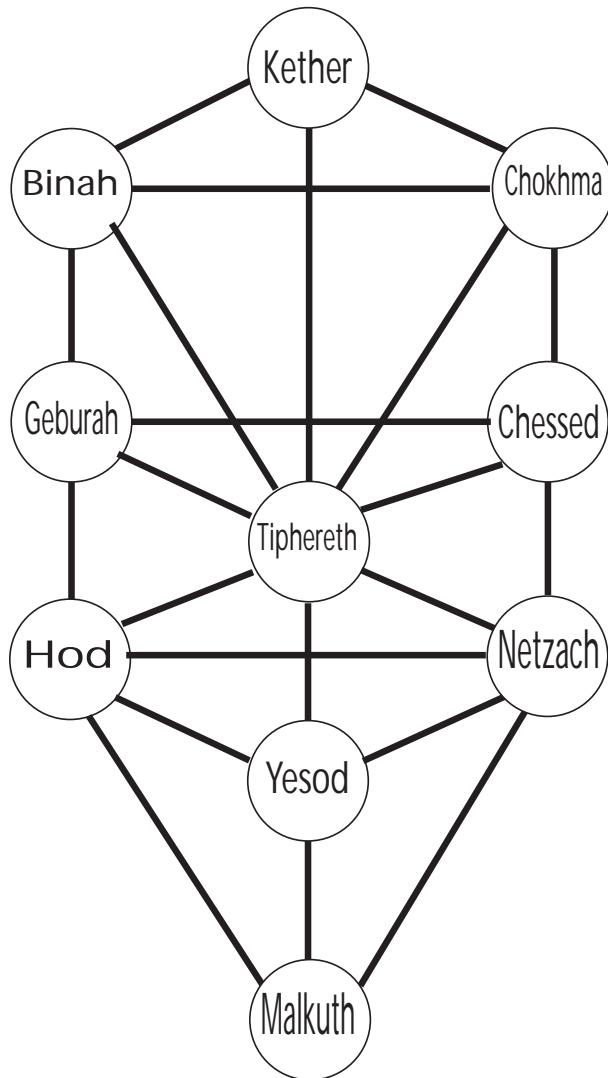 Kether
Binah
Chokhma
Geburah
Chessed
Tiphereth
Hod
Netzach
Yesod
Malkuth